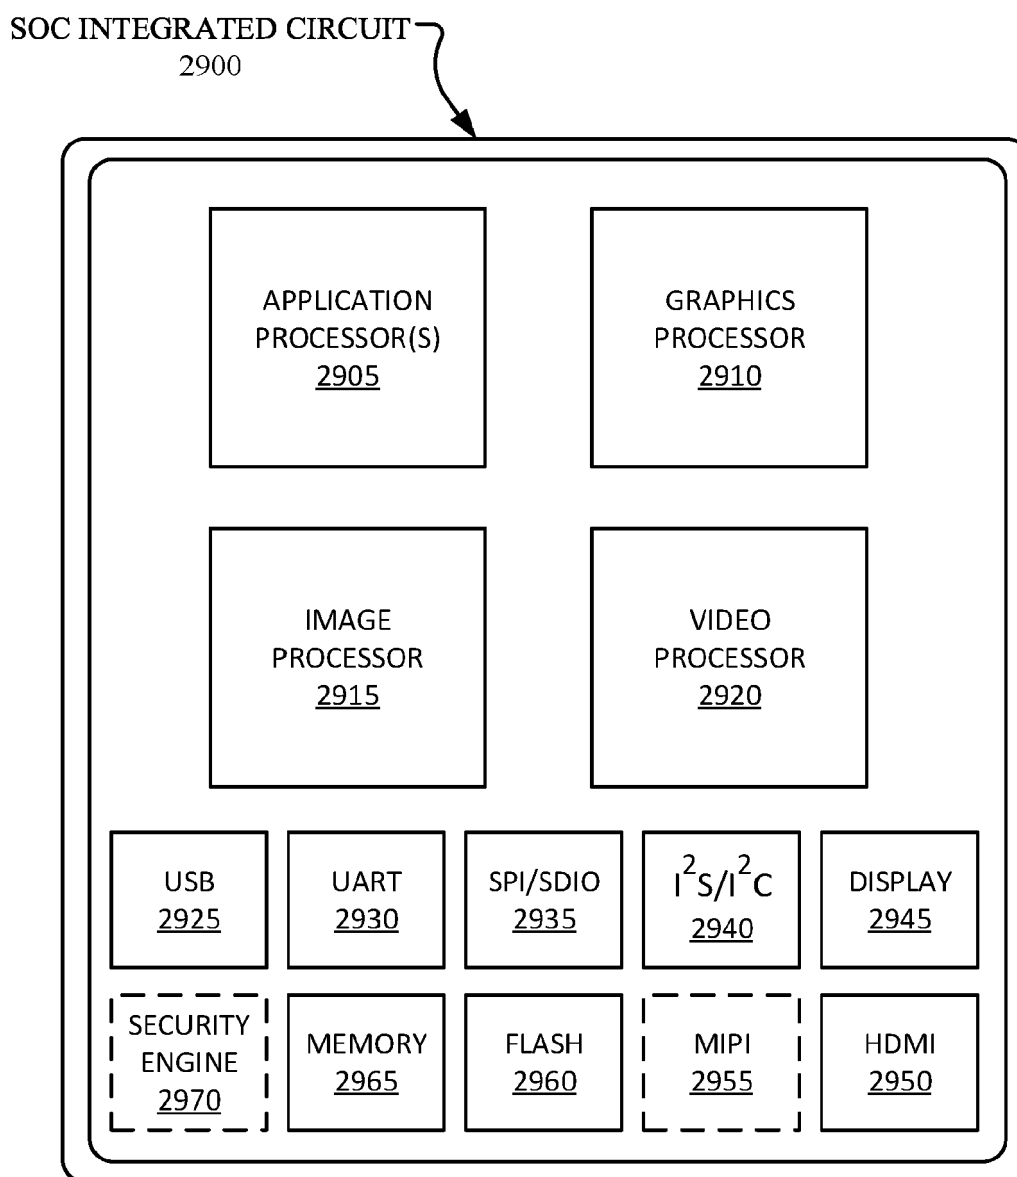 SOC INTEGRATED CIRCUIT
2900
APPLICATION
PROCESSOR(S)
2905
GRAPHICS
PROCESSOR
2910
IMAGE
PROCESSOR
2915
VIDEO
PROCESSOR
2920
USB
2925
UART
2930
SPI/SDIO
2935
I²S/I²C
2940
DISPLAY
2945
SECURITY
ENGINE
2970
MEMORY
2965
FLASH
2960
MIPI
2955
HDMI
2950